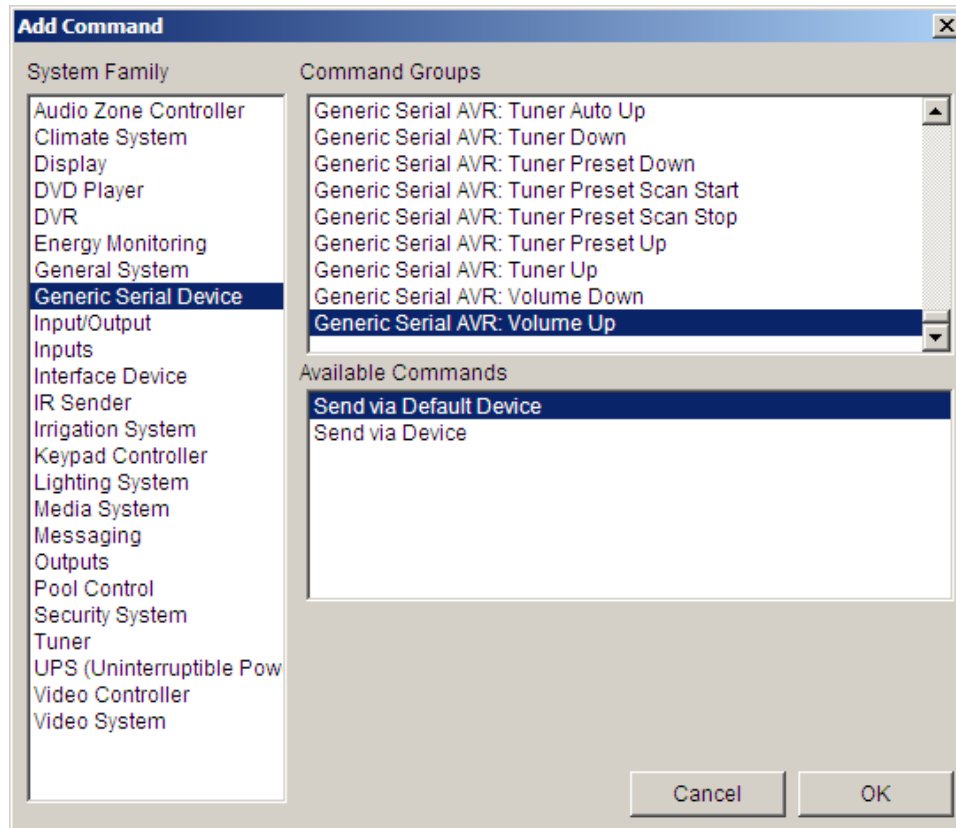 Add Command
System Family
Audio Zone Controller
Climate System
Display
DVD Player
DVR
Energy Monitoring
General System
Generic Serial Device
Input/Output
Inputs
Interface Device
IR Sender
Irrigation System
Keypad Controller
Lighting System
Media System
Messaging
Outputs
Pool Control
Security System
Tuner
UPS (Uninterruptible Pow
Video Controller
Video System
Command Groups
Generic Serial AVR: Tuner Auto Up
Generic Serial AVR: Tuner Down
Generic Serial AVR: Tuner Preset Down
Generic Serial AVR: Tuner Preset Scan Start
Generic Serial AVR: Tuner Preset Scan Stop
Generic Serial AVR: Tuner Preset Up
Generic Serial AVR: Tuner Up
Generic Serial AVR: Volume Down
Generic Serial AVR: Volume Up
Available Commands
Send via Default Device
Send via Device
Cancel
OK